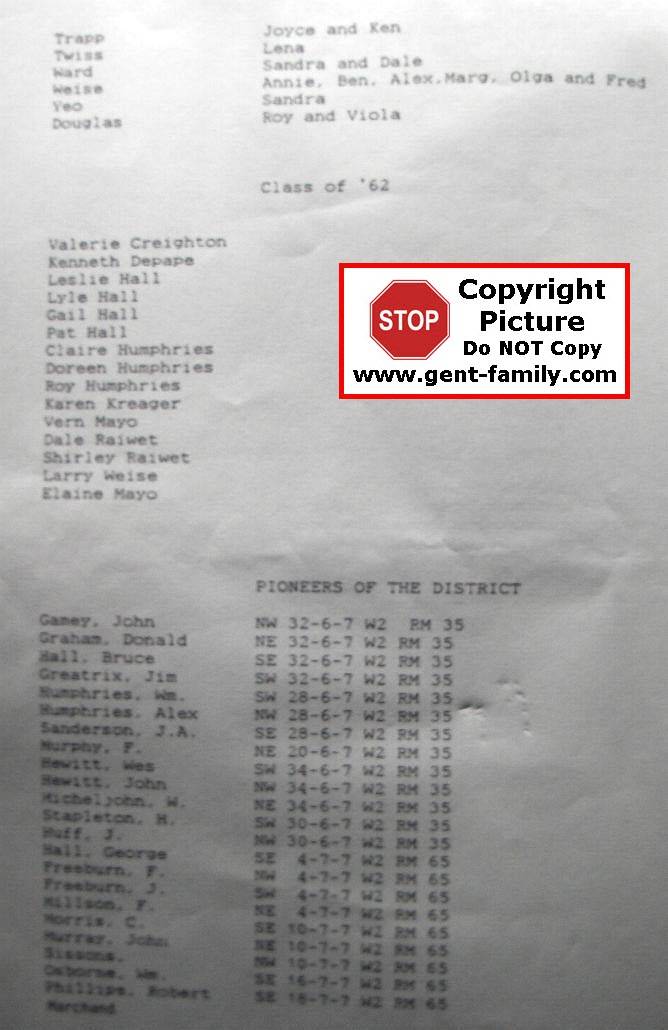 Trapp Joyce and Ken
Twiss Lena
Ward Sandra and Dale
Weise Annie, Ben, Alex,Marg, Olga and Fred
Yeo Sandra
Douglas Roy and Viola
Class of '62
Valerie Creighton
Kenneth Depape
Leslie Hall
Lyle Hall
Gail Hall
Pat Hall
Claire Humphries
Doreen Humphries
Roy Humphries
Karen Kreager
Vern Mayo
Dale Raiwet
Shirley Raiwet
Larry Weise
Elaine Mayo
STOP
Copyright
Picture
Do NOT Copy
www.gent-family.com
PIONEERS OF THE DISTRICT
Gamey, John NW 32-6-7 W2 RM 35
Graham, Donald NE 32-6-7 W2 RM 35
Hall, Bruce SE 32-6-7 W2 RM 35
Greatrix, Jim SW 32-6-7 W2 RM 35
Humphries, Wm. SW 28-6-7 W2 RM 35
Humphries, Alex NW 28-6-7 W2 RM 35
Sanderson, J.A. SE 28-6-7 W2 RM 35
Murphy, F. NE 20-6-7 W2 RM 35
Hewitt, Wes SW 34-6-7 W2 RM 35
Hewitt, John NW 34-6-7 W2 RM 35
Micheljohn, W. NE 34-6-7 W2 RM 35
Stapleton, H. SW 30-6-7 W2 RM 35
Huff, J. NW 30-6-7 W2 RM 35
Hall, George SE 4-7-7 W2 RM 65
Freeburn, F. NW 4-7-7 W2 RM 65
Freeburn, J. SW 4-7-7 W2 RM 65
Millson, F. NE 4-7-7 W2 RM 65
Morris, C. SE 10-7-7 W2 RM 65
Murray, John NE 10-7-7 W2 RM 65
Sissons, NW 10-7-7 W2 RM 65
Osborne, Wm. SE 16-7-7 W2 RM 65
Phillips, Robert SE 18-7-7 W2 RM 65
Marchand